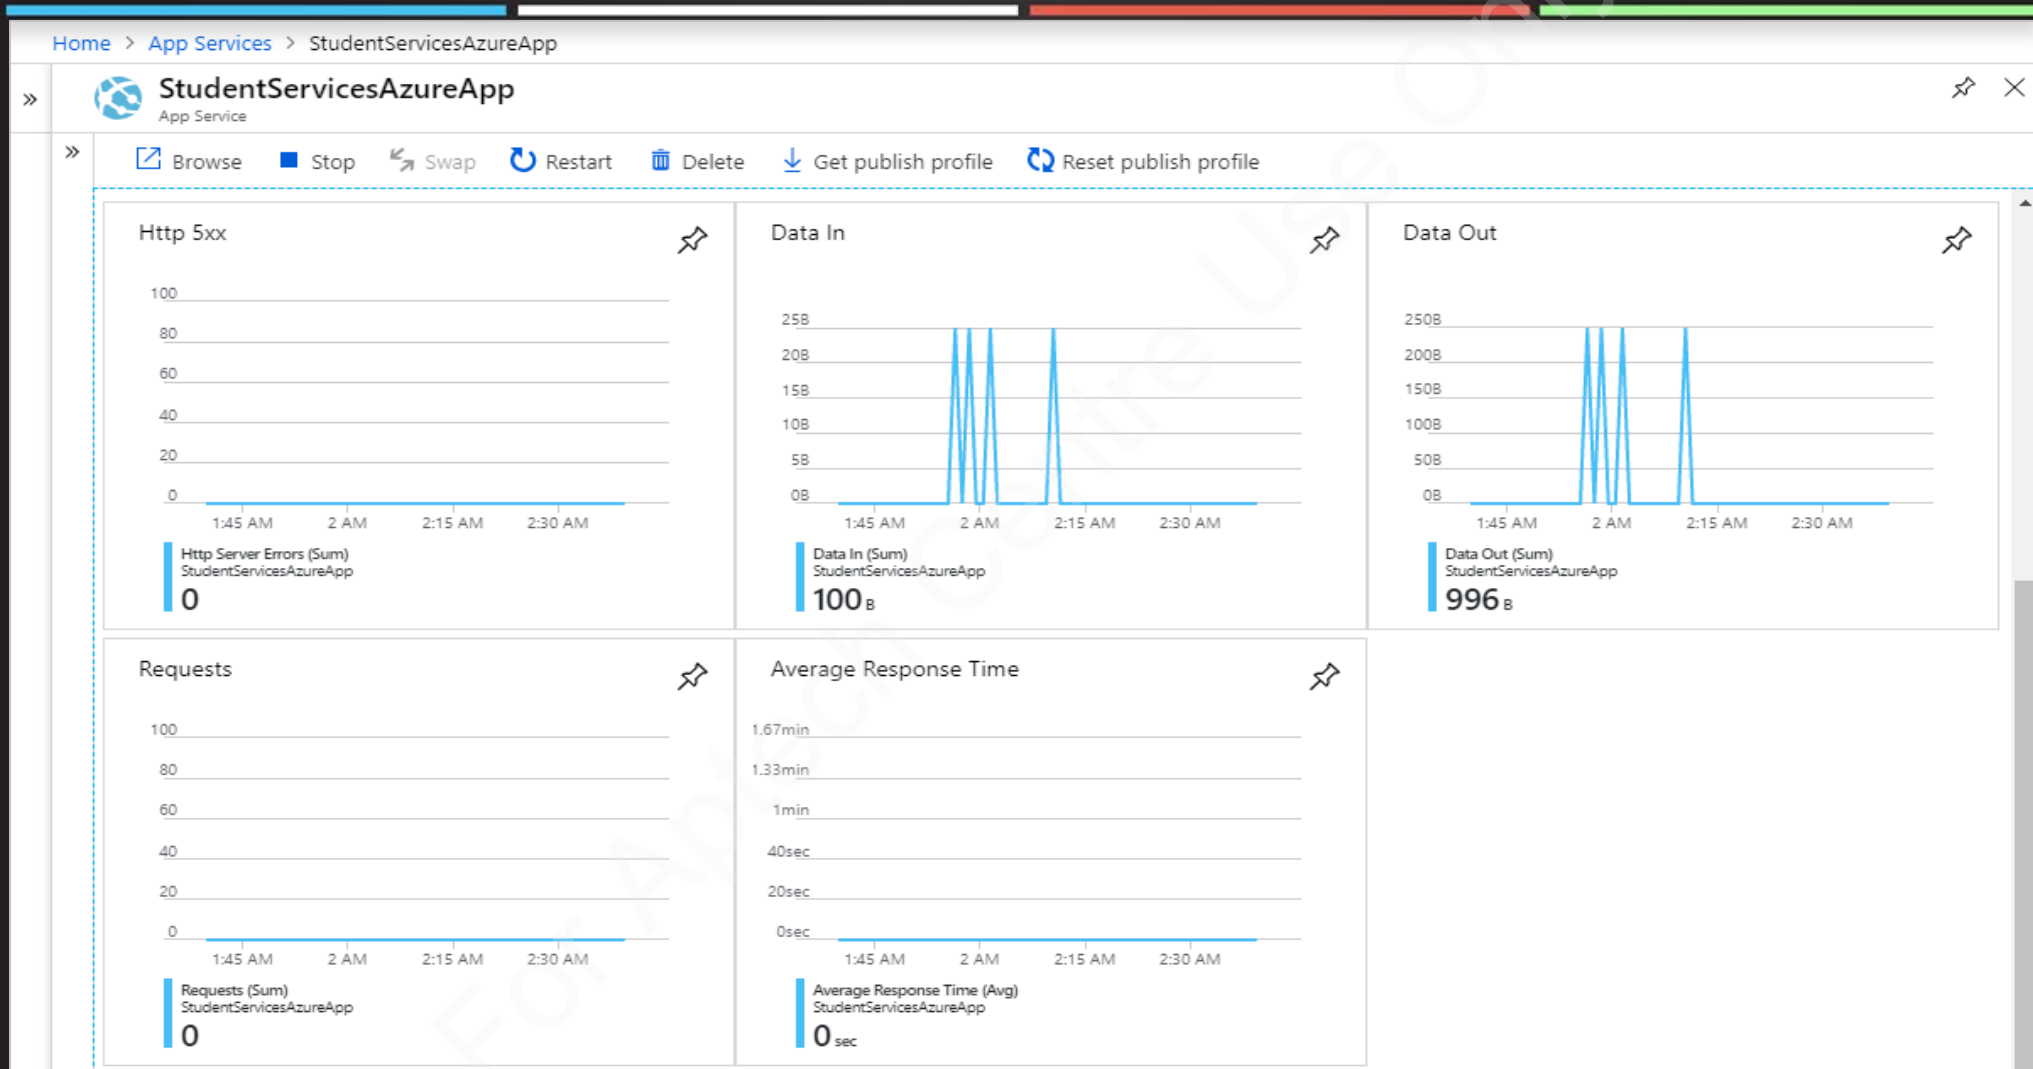 Home > App Services > StudentServicesAzureApp
StudentServicesAzureApp
App Service
Browse Stop Swap Restart Delete Get publish profile Reset publish profile
Http 5xx
100
80
60
40
20
0
1:45 AM 2 AM 2:15 AM 2:30 AM
Http Server Errors (Sum)
StudentServicesAzureApp
0
Data In
25B
20B
15B
10B
5B
0B
1:45 AM 2 AM 2:15 AM 2:30 AM
Data In (Sum)
StudentServicesAzureApp
100 B
Data Out
250B
200B
150B
100B
50B
0B
1:45 AM 2 AM 2:15 AM 2:30 AM
Data Out (Sum)
StudentServicesAzureApp
996 B
Requests
100
80
60
40
20
0
1:45 AM 2 AM 2:15 AM 2:30 AM
Requests (Sum)
StudentServicesAzureApp
0
Average Response Time
1.67min
1.33min
1min
40sec
20sec
0sec
1:45 AM 2 AM 2:15 AM 2:30 AM
Average Response Time (Avg)
StudentServicesAzureApp
0 sec
For Aptech Centre Use Only